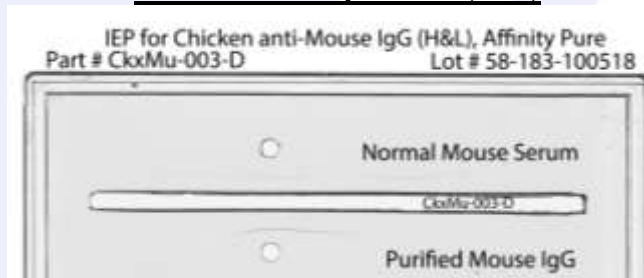 IEP for Chicken anti-Mouse IgG (H&L), Affinity Pure
Part # CkxMu-003-D Lot # 58-183-100518
Normal Mouse Serum
CkxMu-003-D
Purified Mouse IgG